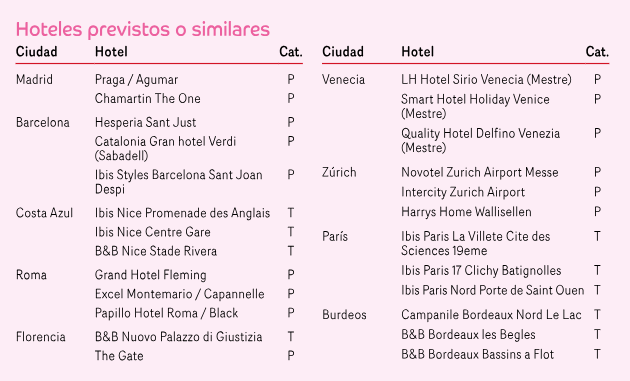 Hoteles previstos o similares
Ciudad Hotel Cat.
Madrid Praga / Agumar P
Chamartin The One P
Barcelona Hesperia Sant Just P
Catalonia Gran hotel Verdi P
(Sabadell)
Ibis Styles Barcelona Sant Joan P
Despi
Costa Azul Ibis Nice Promenade des Anglais T
Ibis Nice Centre Gare T
B&B Nice Stade Rivera T
Roma Grand Hotel Fleming P
Excel Montemario / Capannelle P
Papillo Hotel Roma / Black P
Florencia B&B Nuovo Palazzo di Giustizia T
The Gate P
Ciudad Hotel Cat.
Venecia LH Hotel Sirio Venecia (Mestre) P
Smart Hotel Holiday Venice P
(Mestre)
Quality Hotel Delfino Venezia P
(Mestre)
Zúrich Novotel Zurich Airport Messe P
Intercity Zurich Airport P
Harrys Home Wallisellen P
París Ibis Paris La Villete Cite des T
Sciences 19eme
Ibis Paris 17 Clichy Batignolles T
Ibis Paris Nord Porte de Saint Ouen T
Burdeos Campanile Bordeaux Nord Le Lac T
B&B Bordeaux les Begles T
B&B Bordeaux Bassins a Flot T